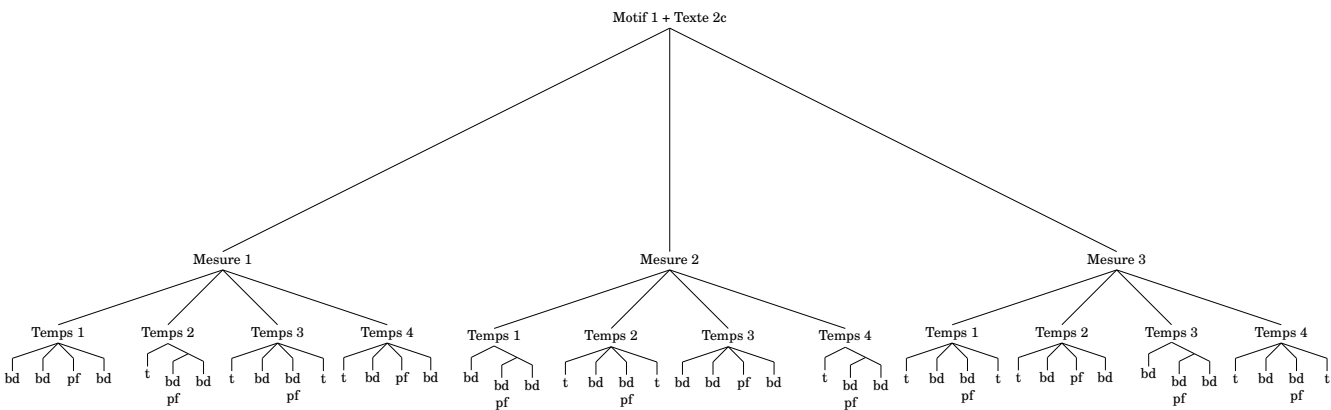 Motif 1 + Texte 2c
Mesure 1 Mesure 2 Mesure 3
Temps 1 Temps 2 Temps 3 Temps 4 Temps 1 Temps 2 Temps 3 Temps 4 Temps 1 Temps 2 Temps 3 Temps 4
bd bd pf bd t bd bd t bd bd t t bd pf bd bd bd bd t bd bd t bd bd pf bd t bd bd t bd bd t t bd pf bd bd bd bd t bd bd t
pf pf pf pf pf pf pf pf